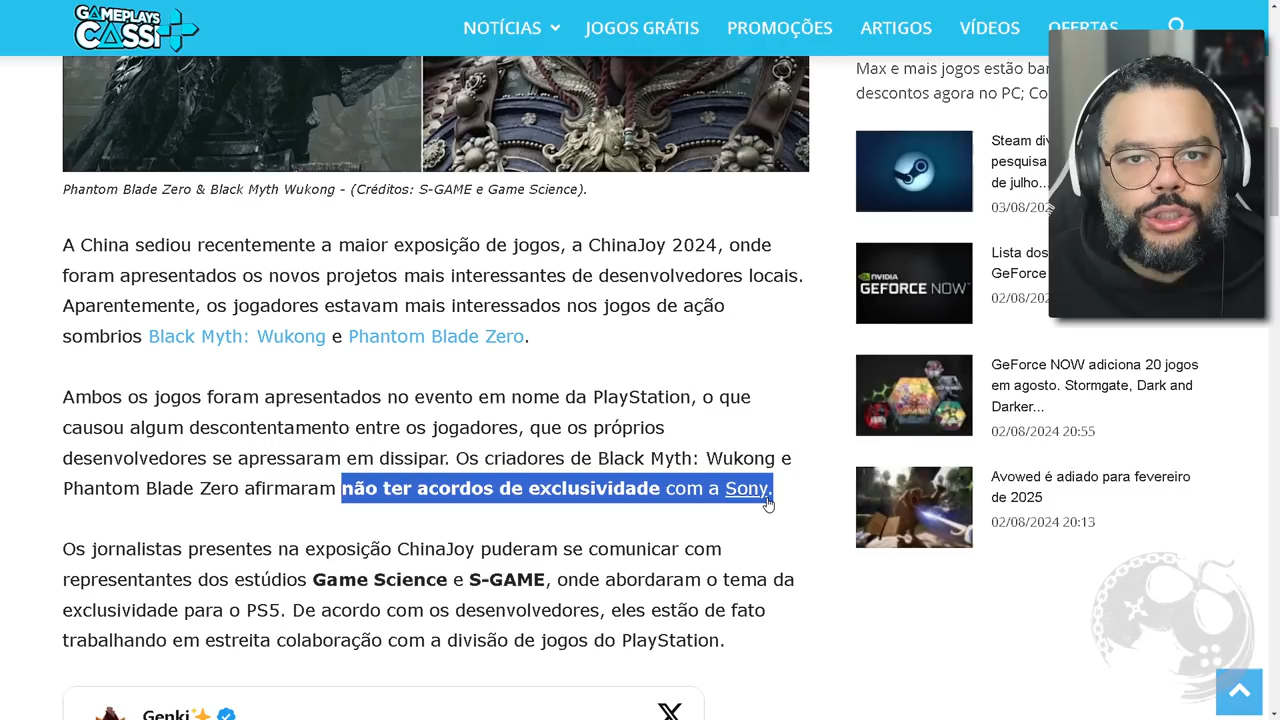 GAMEPLAYS
CASSI
NOTÍCIAS
JOGOS GRÁTIS
PROMOÇÕES
ARTIGOS
VÍDEOS
OFERTAS
Phantom Blade Zero & Black Myth Wukong - (Créditos: S-GAME e Game Science).
A China sediou recentemente a maior exposição de jogos, a ChinaJoy 2024, onde
foram apresentados os novos projetos mais interessantes de desenvolvedores locais.
Aparentemente, os jogadores estavam mais interessados nos jogos de ação
sombrios Black Myth: Wukong e Phantom Blade Zero.
Ambos os jogos foram apresentados no evento em nome da PlayStation, o que
causou algum descontentamento entre os jogadores, que os próprios
desenvolvedores se apressaram em dissipar. Os criadores de Black Myth: Wukong e
Phantom Blade Zero afirmaram não ter acordos de exclusividade com a Sony.
Os jornalistas presentes na exposição ChinaJoy puderam se comunicar com
representantes dos estúdios Game Science e S-GAME, onde abordaram o tema da
exclusividade para o PS5. De acordo com os desenvolvedores, eles estão de fato
trabalhando em estreita colaboração com a divisão de jogos do PlayStation.
Genki
Max e mais jogos estão
descontos agora no PC;
Steam
pesquisa
de julho...
Lista dos
GeForce
NVIDIA
GEFORCE NOW
GeForce NOW adiciona 20 jogos
em agosto. Stormgate, Dark and
Darker...
02/08/2024 20:55
Avowed é adiado para fevereiro
de 2025
02/08/2024 20:13